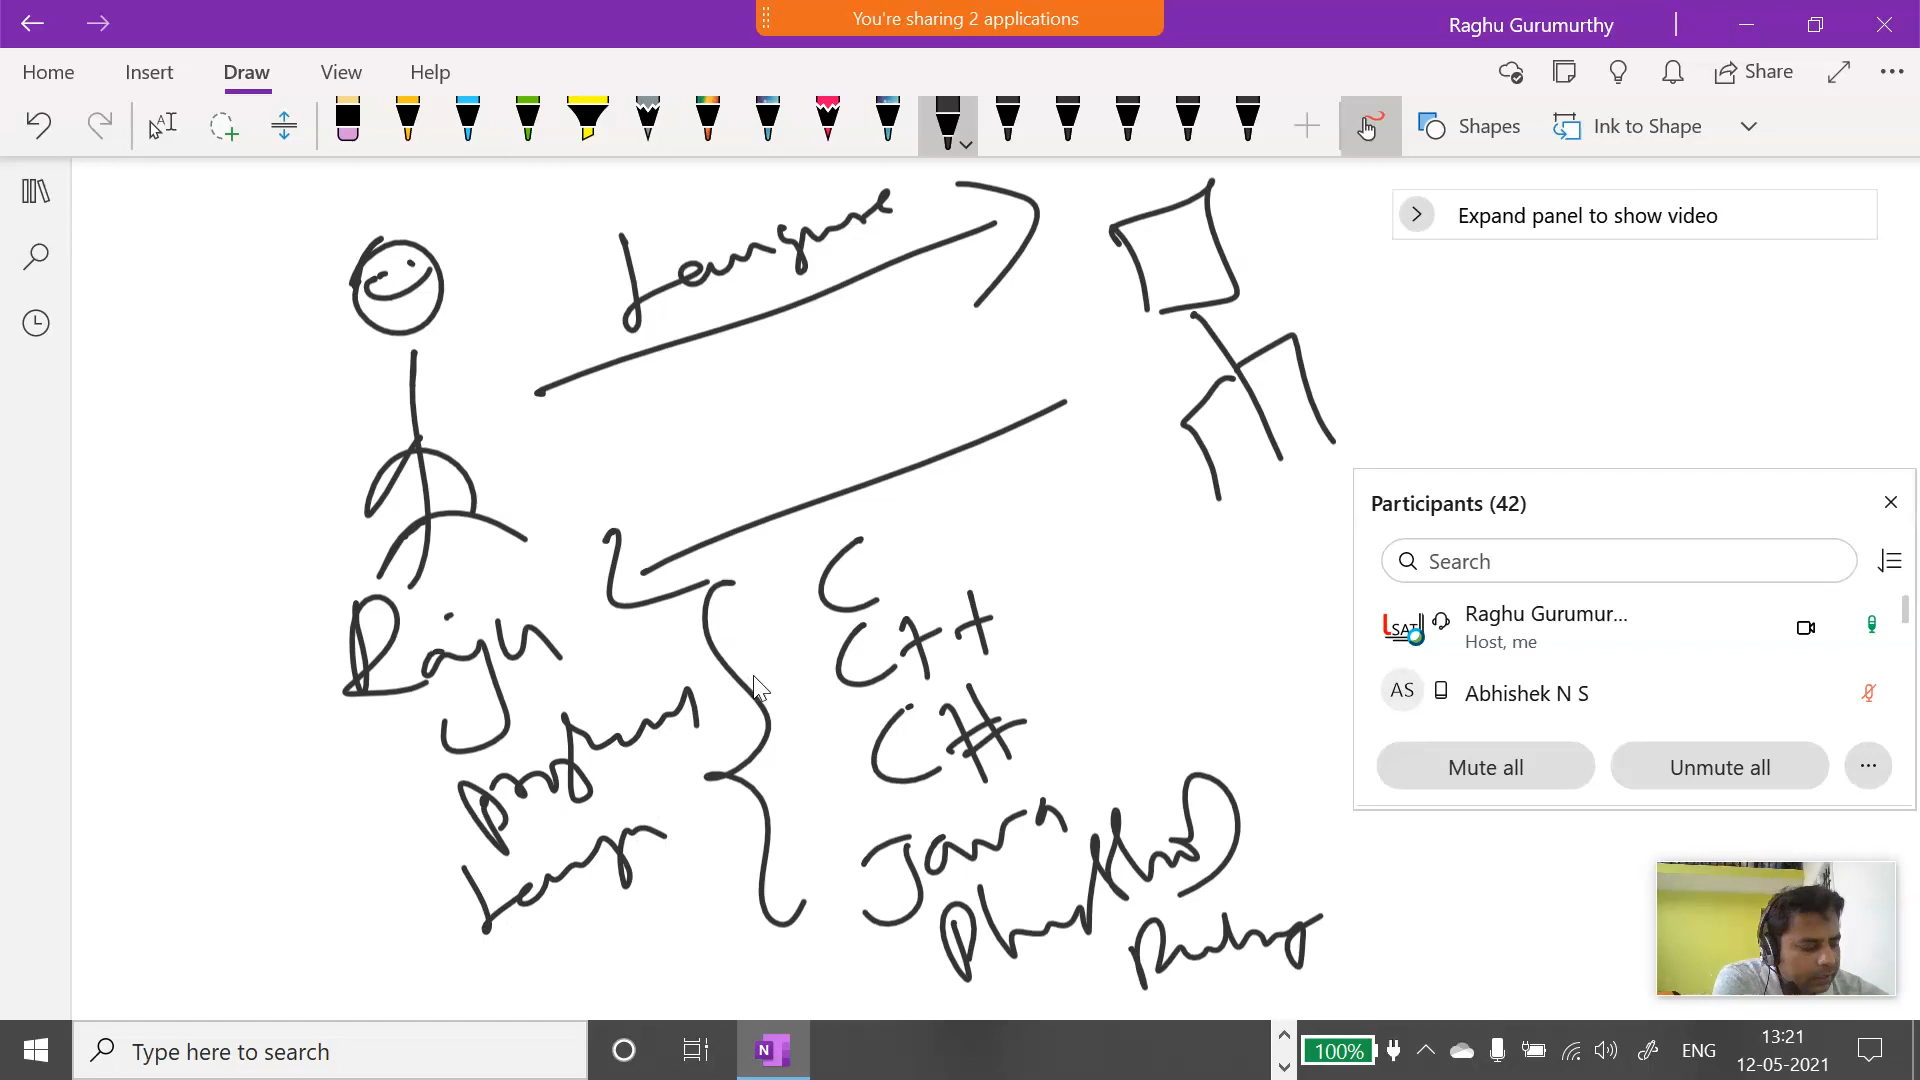 You're sharing 2 applications
Raghu Gurumurthy
Home Insert Draw View Help
Share
Shapes
Ink to Shape
Expand panel to show video
Language
Raju
Lang
C
C++
C#
Java
Ruby
Participants (42)
Search
LSAT
Raghu Gurumur...
Host, me
AS
Abhishek N S
Mute all
Unmute all
Type here to search
N
100%
ENG
13:21
12-05-2021